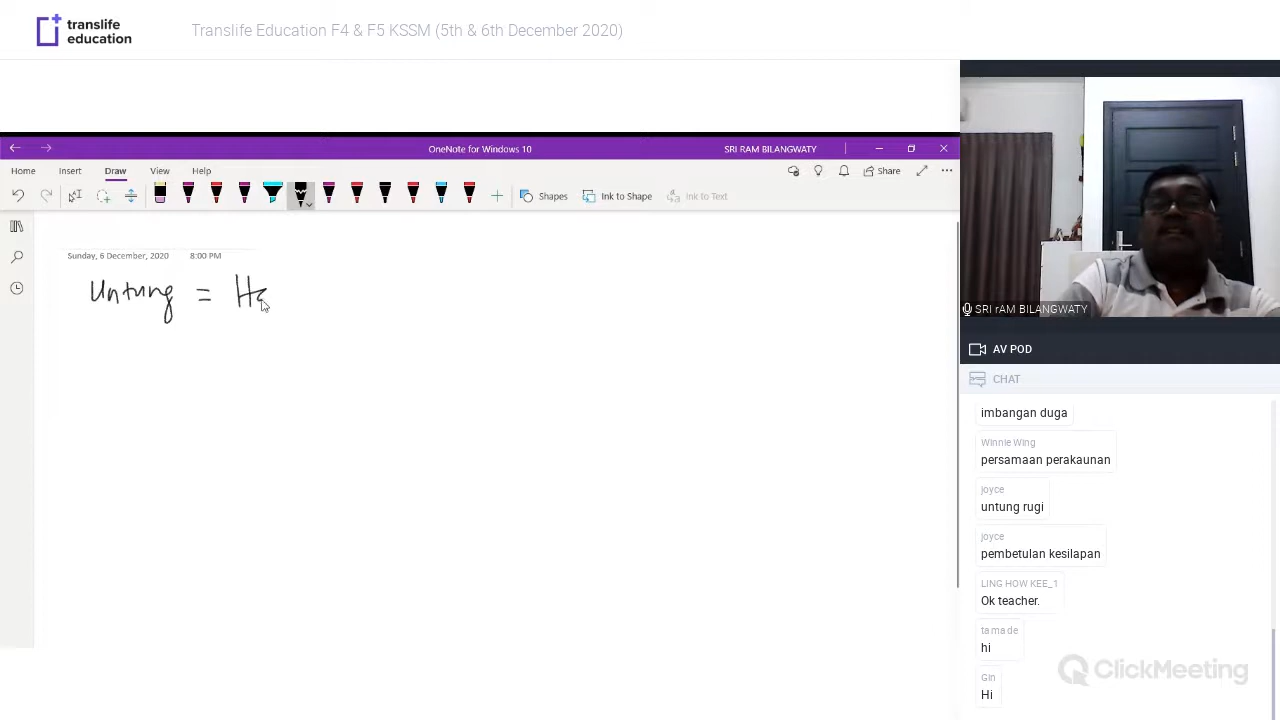 translife
education
Translife Education F4 & F5 KSSM (5th & 6th December 2020)
OneNote for Windows 10
SRI RAM BILANGWATY
Home Insert Draw View Help
Share
Shapes
Ink to Shape
Ink to Text
Sunday, 6 December, 2020 8:00 PM
Untung = Ha
SRI rAM BILANGWATY
AV POD
CHAT
imbangan duga
Winnie Wing
persamaan perakaunan
joyce
untung rugi
joyce
pembetulan kesilapan
LING HOW KEE_1
Ok teacher.
tamade
hi
Gin
Hi
ClickMeeting